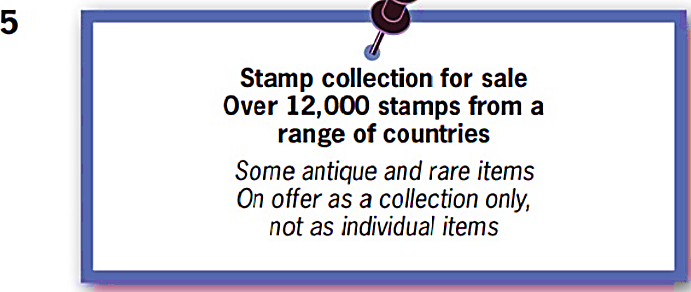 5
Stamp collection for sale
Over 12,000 stamps from a
range of countries
Some antique and rare items
On offer as a collection only,
not as individual items